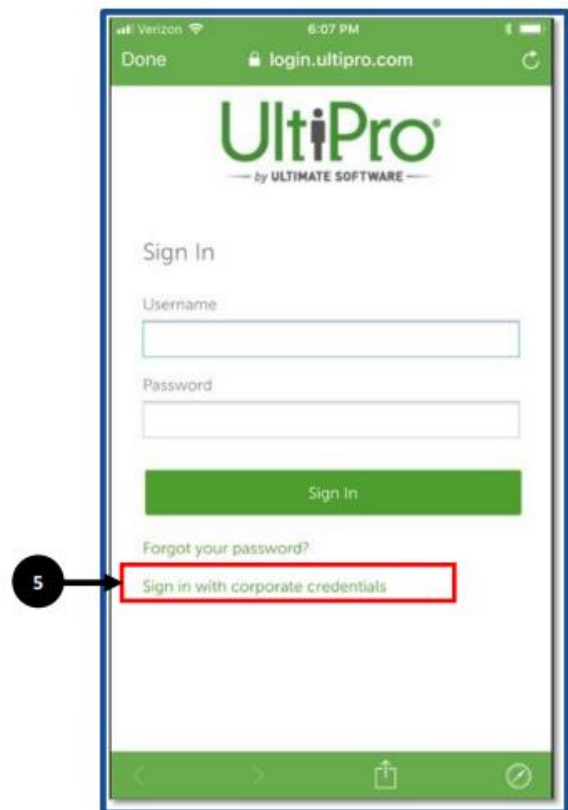 Verizon 6:07 PM
Done login.ultipro.com
UltiPro
by ULTIMATE SOFTWARE
Sign In
Username
Password
Sign In
Forgot your password?
5
Sign in with corporate credentials